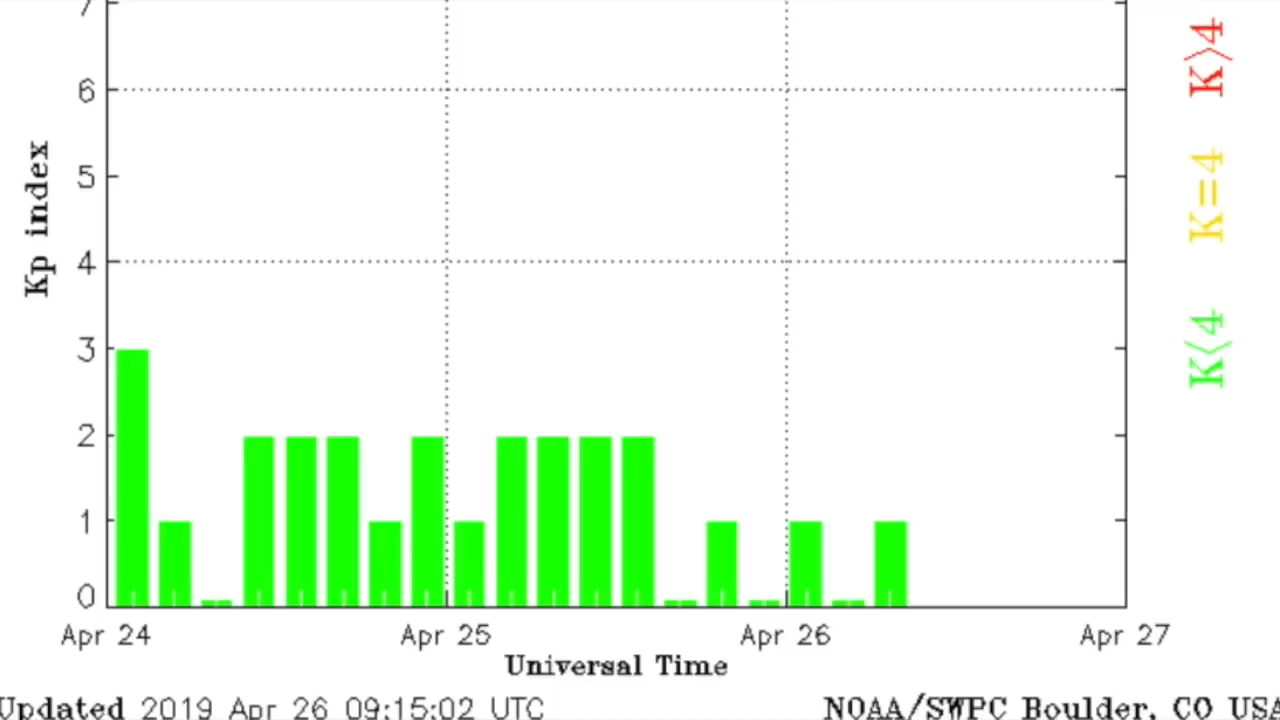 7
6
5
4
3
2
1
0
Kp index
K>4
K=4
K<4
Apr 24 Apr 25 Apr 26 Apr 27
Universal Time
Updated 2019 Apr 26 09:15:02 UTC
NOAA/SWPC Boulder, CO USA